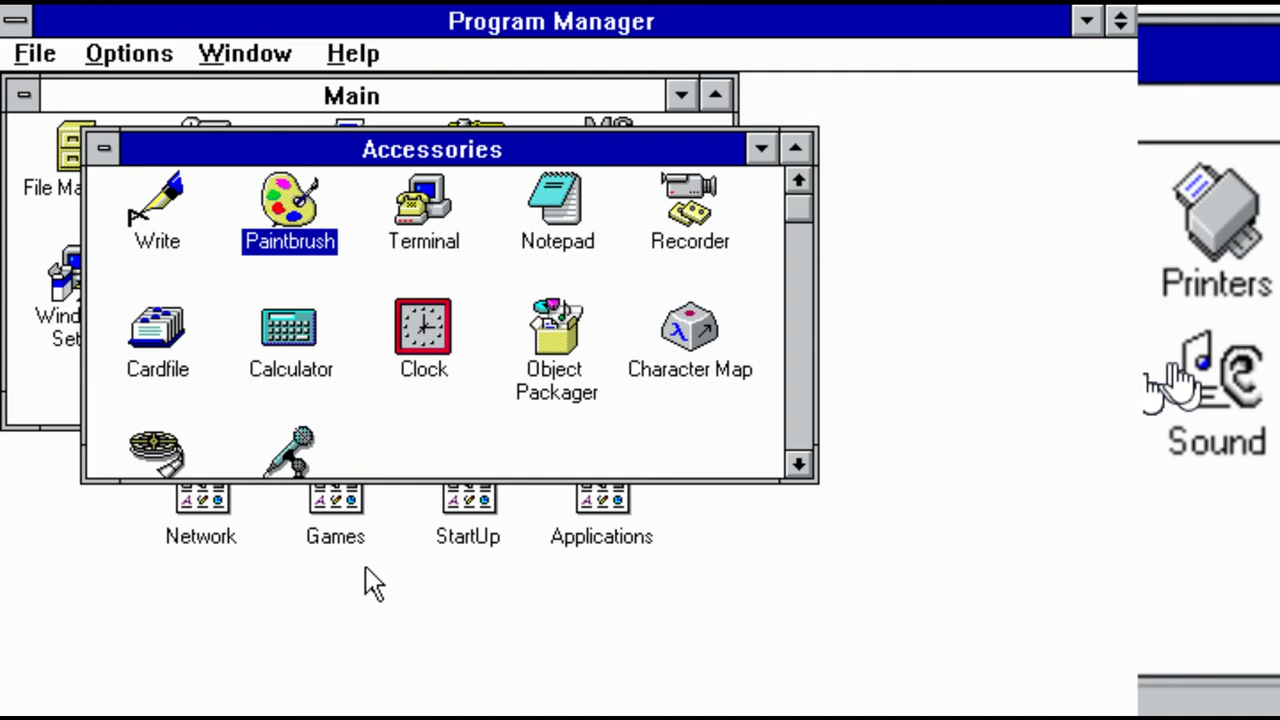 Program Manager
File Options Window Help
Main
File Ma
Accessories
Write Paintbrush Terminal Notepad Recorder
Printers
Wind
Set
Cardfile Calculator Clock Object Packager Character Map
Sound
Network Games StartUp Applications